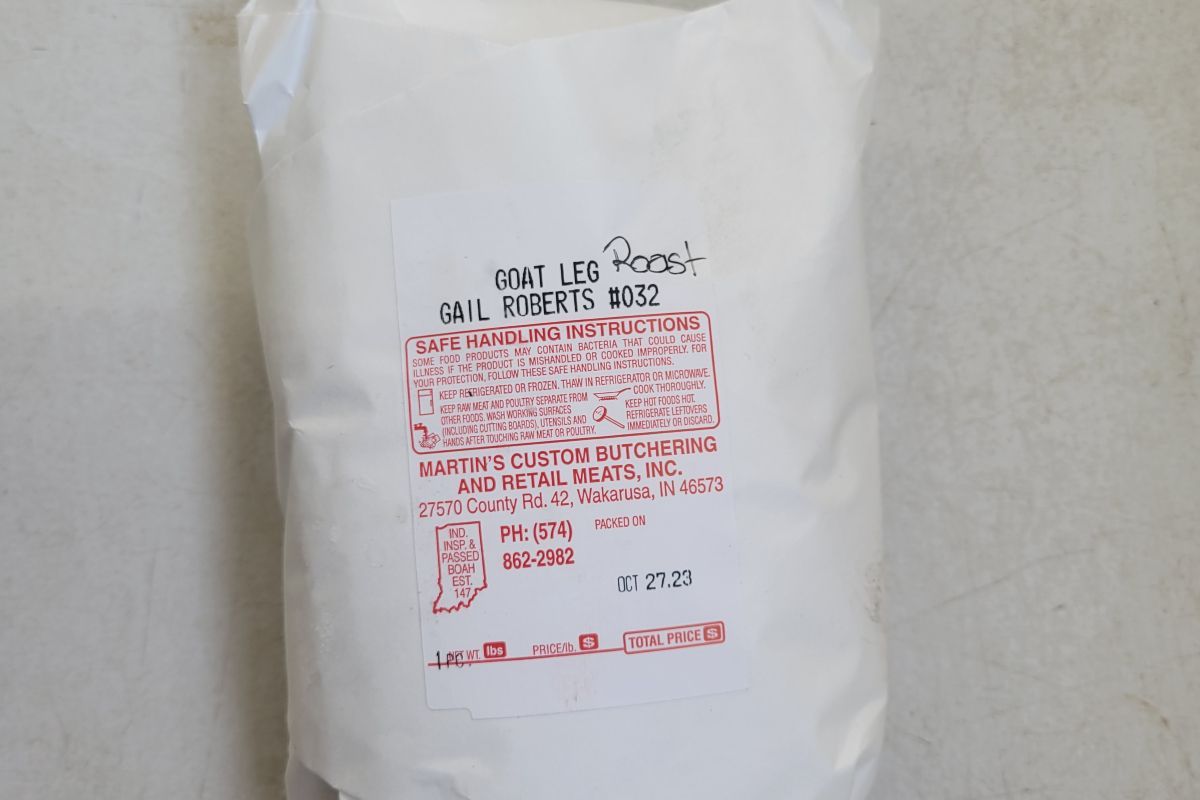 GOAT LEG Roast
GAIL ROBERTS #032
SAFE HANDLING INSTRUCTIONS
SOME FOOD PRODUCTS MAY CONTAIN BACTERIA THAT COULD CAUSE
ILLNESS IF THE PRODUCT IS MISHANDLED OR COOKED IMPROPERLY. FOR
YOUR PROTECTION, FOLLOW THESE SAFE HANDLING INSTRUCTIONS.
KEEP REFRIGERATED OR FROZEN. THAW IN REFRIGERATOR OR MICROWAVE.
KEEP RAW MEAT AND POULTRY SEPARATE FROM
OTHER FOODS. WASH WORKING SURFACES
(INCLUDING CUTTING BOARDS), UTENSILS AND
HANDS AFTER TOUCHING RAW MEAT OR POULTRY.
COOK THOROUGHLY.
KEEP HOT FOODS HOT.
REFRIGERATE LEFTOVERS
IMMEDIATELY OR DISCARD.
MARTIN'S CUSTOM BUTCHERING
AND RETAIL MEATS, INC.
27570 County Rd. 42, Wakarusa, IN 46573
IND.
INSP. &
PASSED
BOAH
EST.
147
PH: (574)
862-2982
PACKED ON
OCT 27.23
1 PC.
NET WT. lbs
PRICE/lb. $
TOTAL PRICE $